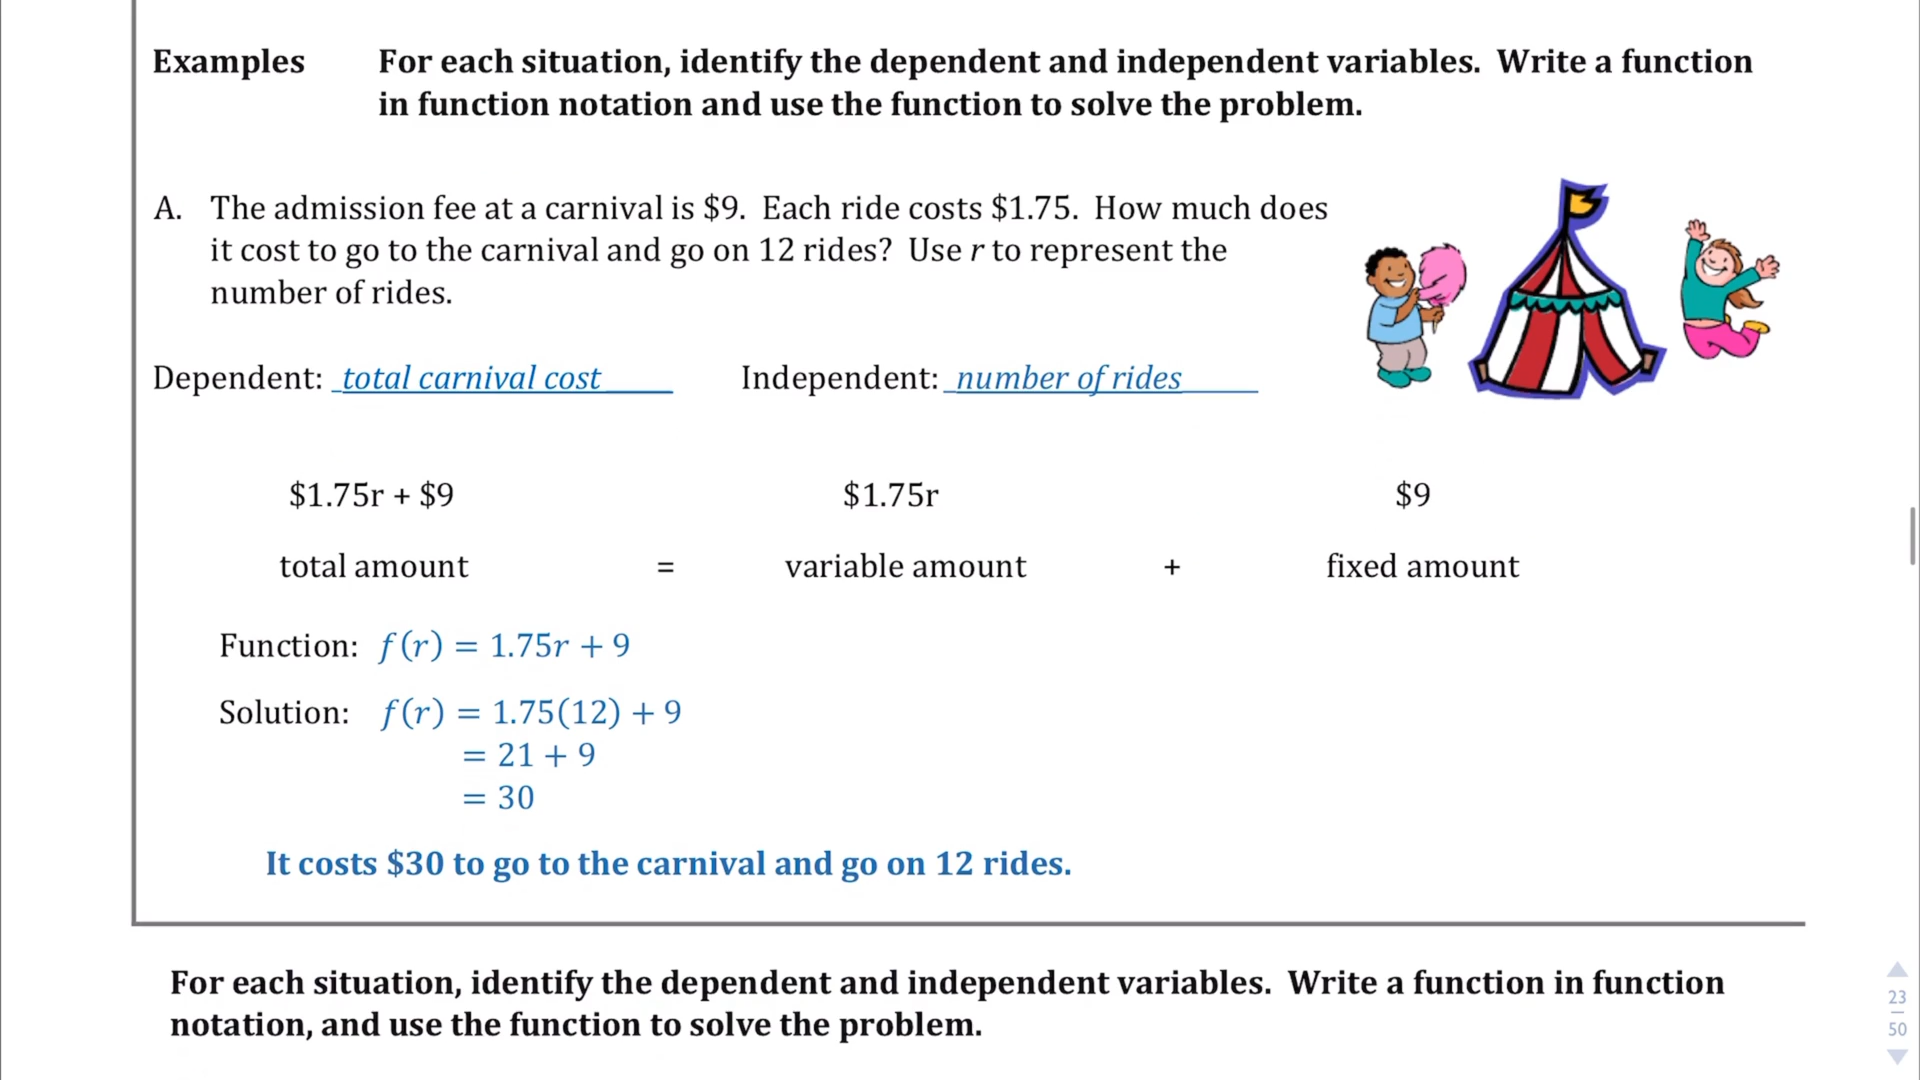 Examples For each situation, identify the dependent and independent variables. Write a function
in function notation and use the function to solve the problem.
A. The admission fee at a carnival is $9. Each ride costs $1.75. How much does
it cost to go to the carnival and go on 12 rides? Use r to represent the
number of rides.
Dependent: _total carnival cost_____ Independent: _number of rides______
$1.75r + $9 $1.75r $9
total amount = variable amount + fixed amount
Function: f(r) = 1.75r + 9
Solution: f(r) = 1.75(12) + 9
= 21 + 9
= 30
It costs $30 to go to the carnival and go on 12 rides.
For each situation, identify the dependent and independent variables. Write a function in function
notation, and use the function to solve the problem.
23
50